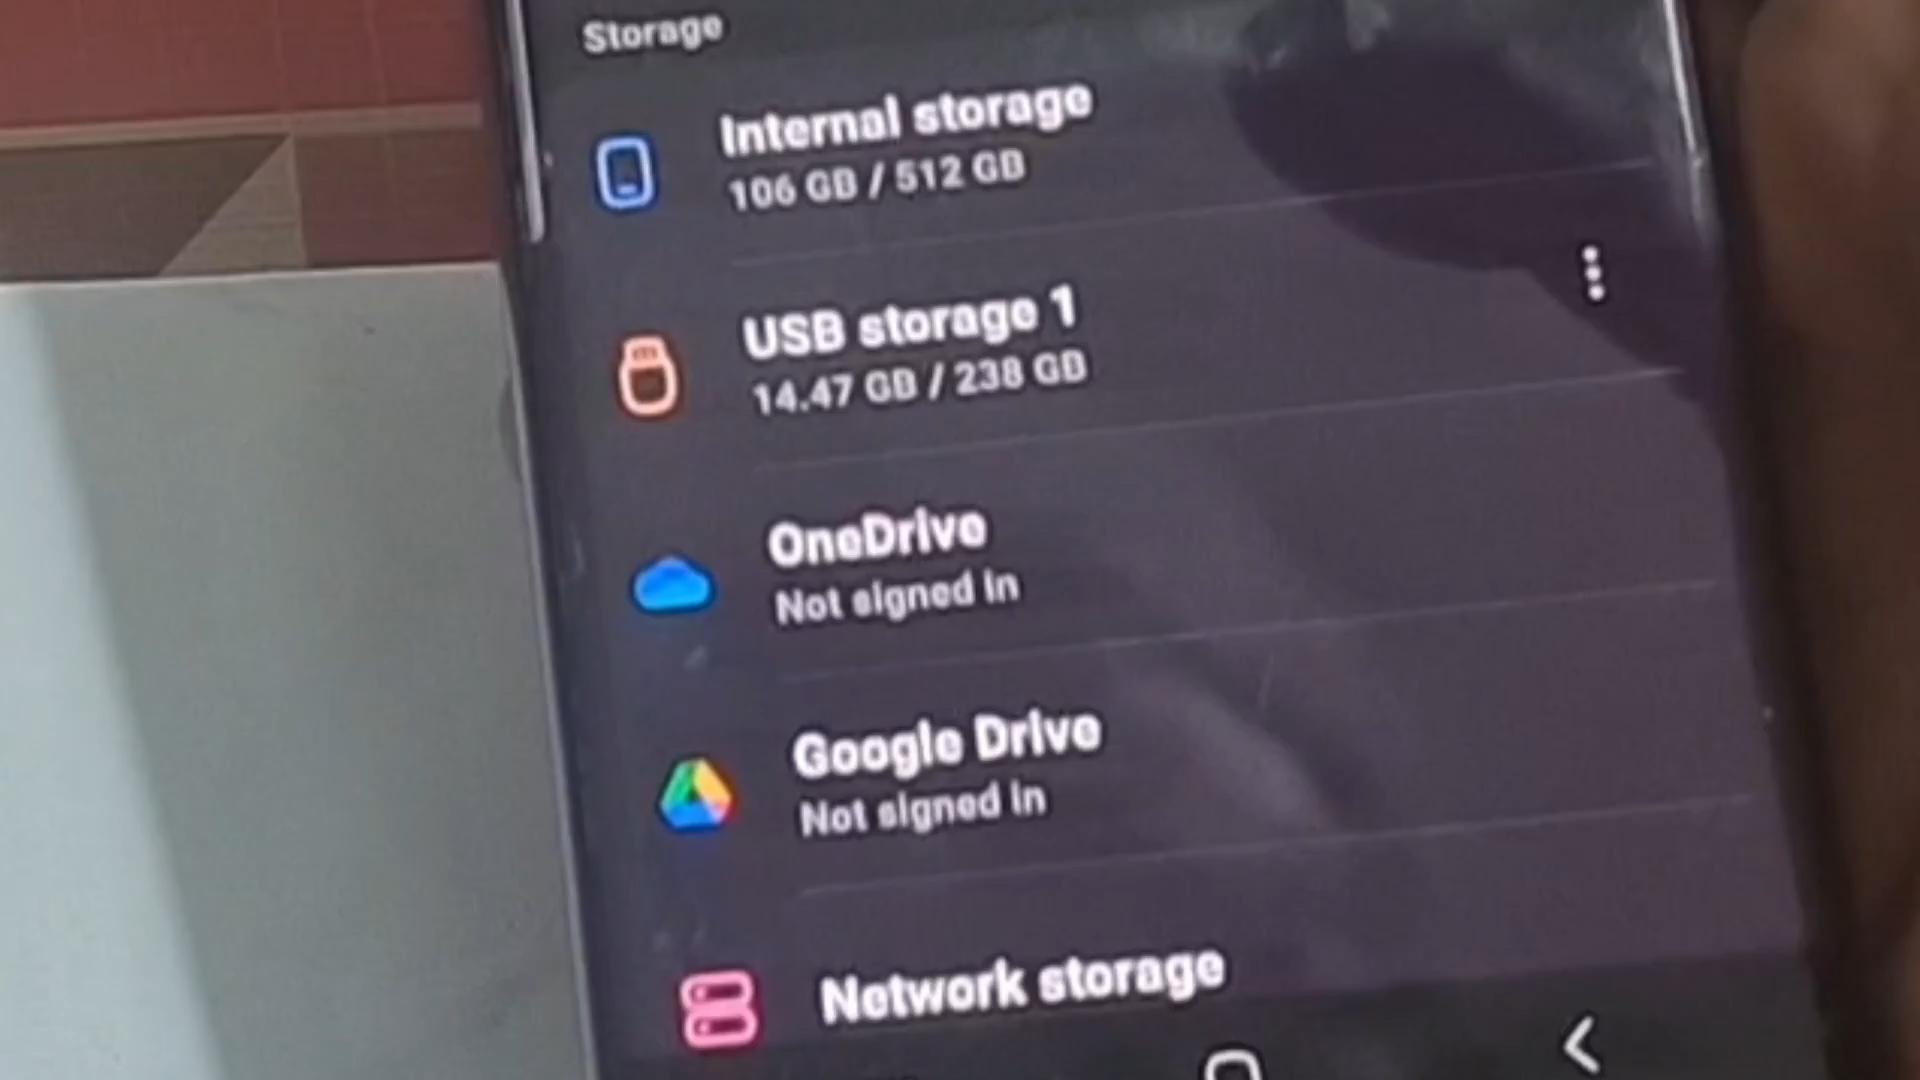 Storage
Internal storage
106 GB / 512 GB
USB storage 1
14.47 GB / 238 GB
OneDrive
Not signed in
Google Drive
Not signed in
Network storage